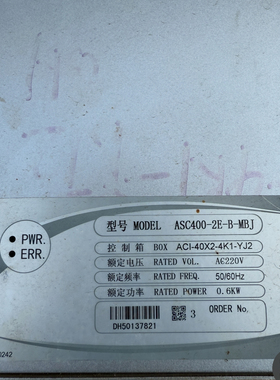 型号 MODEL ASC400-2E-B-MBJ
PWR.
ERR.
控制箱 BOX ACI-40X2-4K1-YJ2
额定电压 RATED VOL. AC220V
额定频率 RATED FREQ. 50/60Hz
额定功率 RATED POWER 0.6KW
3 ORDER No.
DH50137821
0242